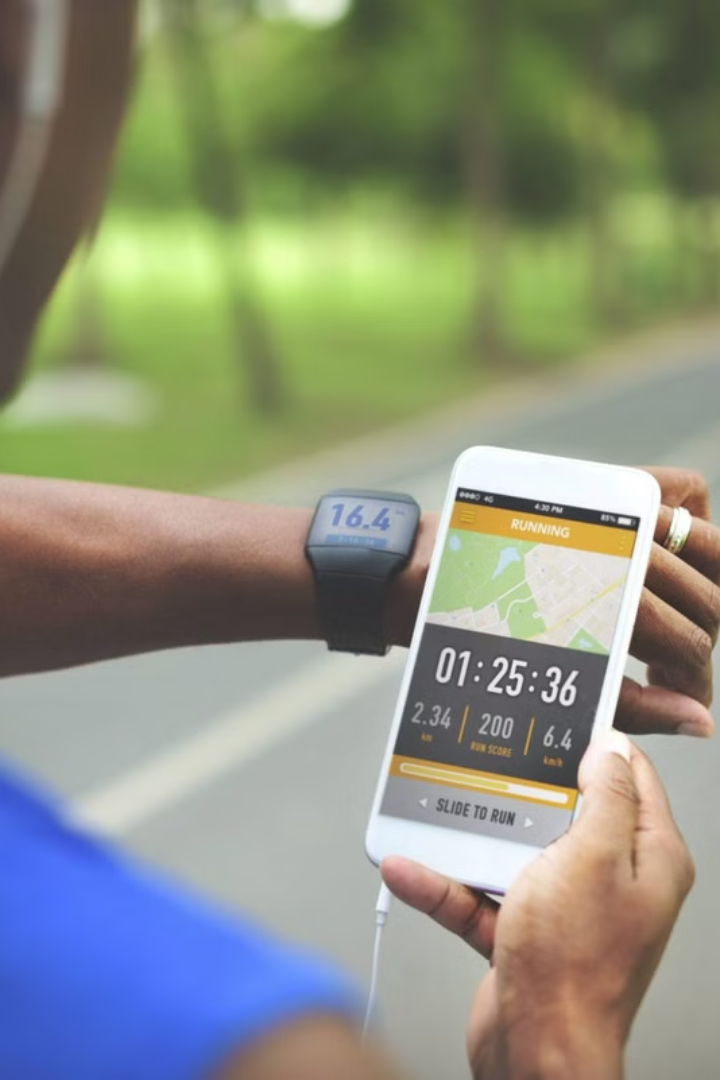 16.4
4G 4:30 PM 85%
RUNNING
01:25:36
2.34 200 6.4
km RUN SCORE km/h
SLIDE TO RUN